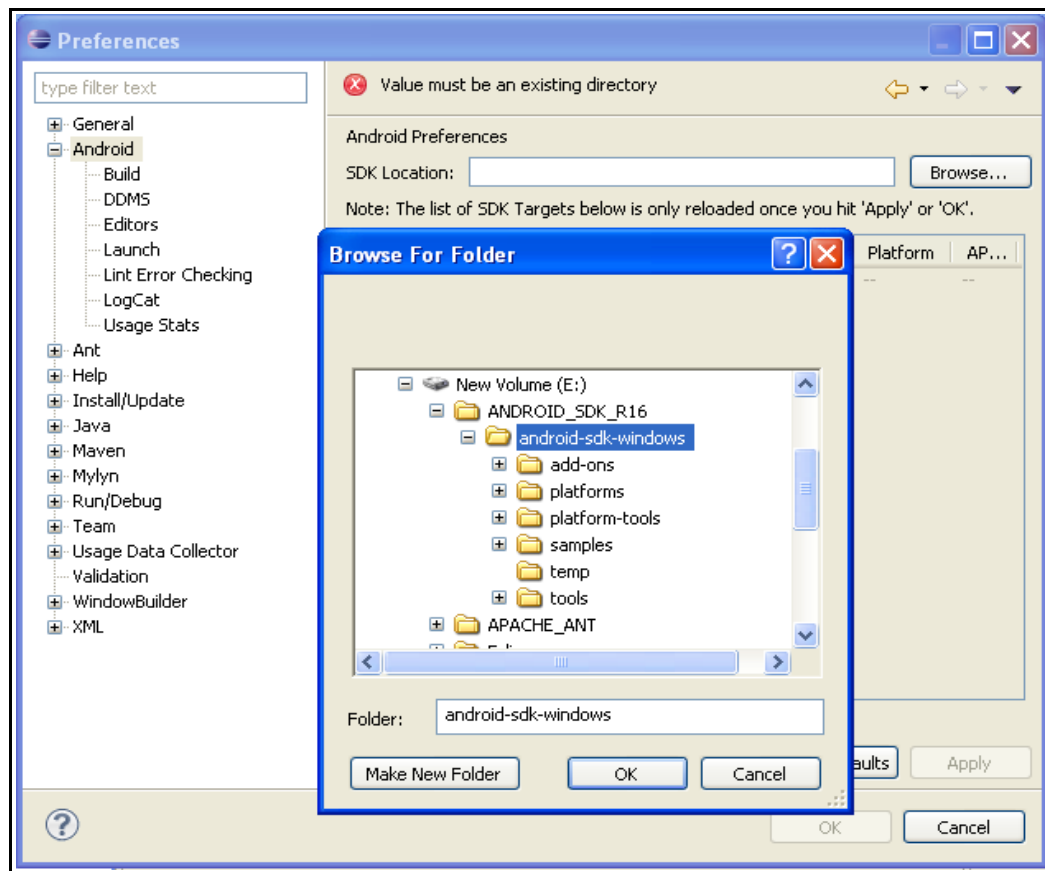 Preferences
type filter text
General
Android
Build
DDMS
Editors
Launch
Lint Error Checking
LogCat
Usage Stats
Ant
Help
Install/Update
Java
Maven
Mylyn
Run/Debug
Team
Usage Data Collector
Validation
WindowBuilder
XML
Value must be an existing directory
Android Preferences
SDK Location:
Browse...
Note: The list of SDK Targets below is only reloaded once you hit 'Apply' or 'OK'.
Platform AP...
-- --
Browse For Folder
New Volume (E:)
ANDROID_SDK_R16
android-sdk-windows
add-ons
platforms
platform-tools
samples
temp
tools
APACHE_ANT
Folder: android-sdk-windows
Make New Folder OK Cancel
aults Apply
OK Cancel